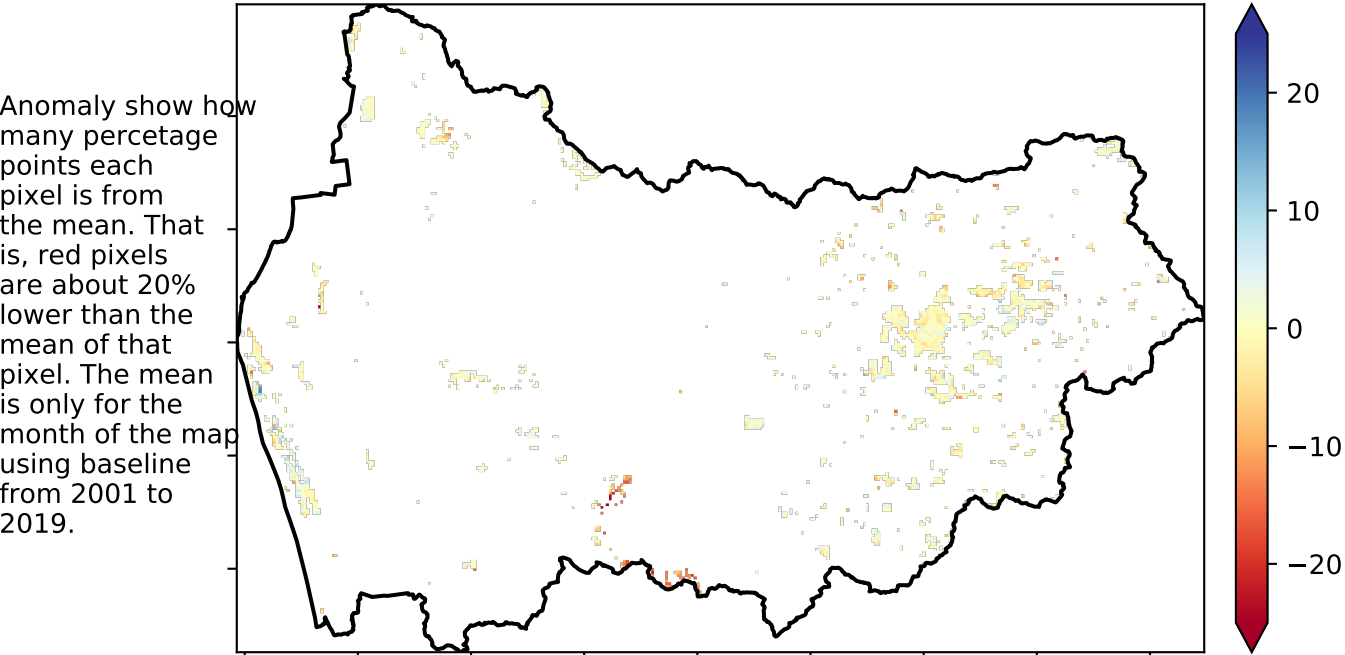 Anomaly show how
many percetage
points each
pixel is from
the mean. That
is, red pixels
are about 20%
lower than the
mean of that
pixel. The mean
is only for the
month of the map
using baseline
from 2001 to
2019.
20
10
0
−10
−20